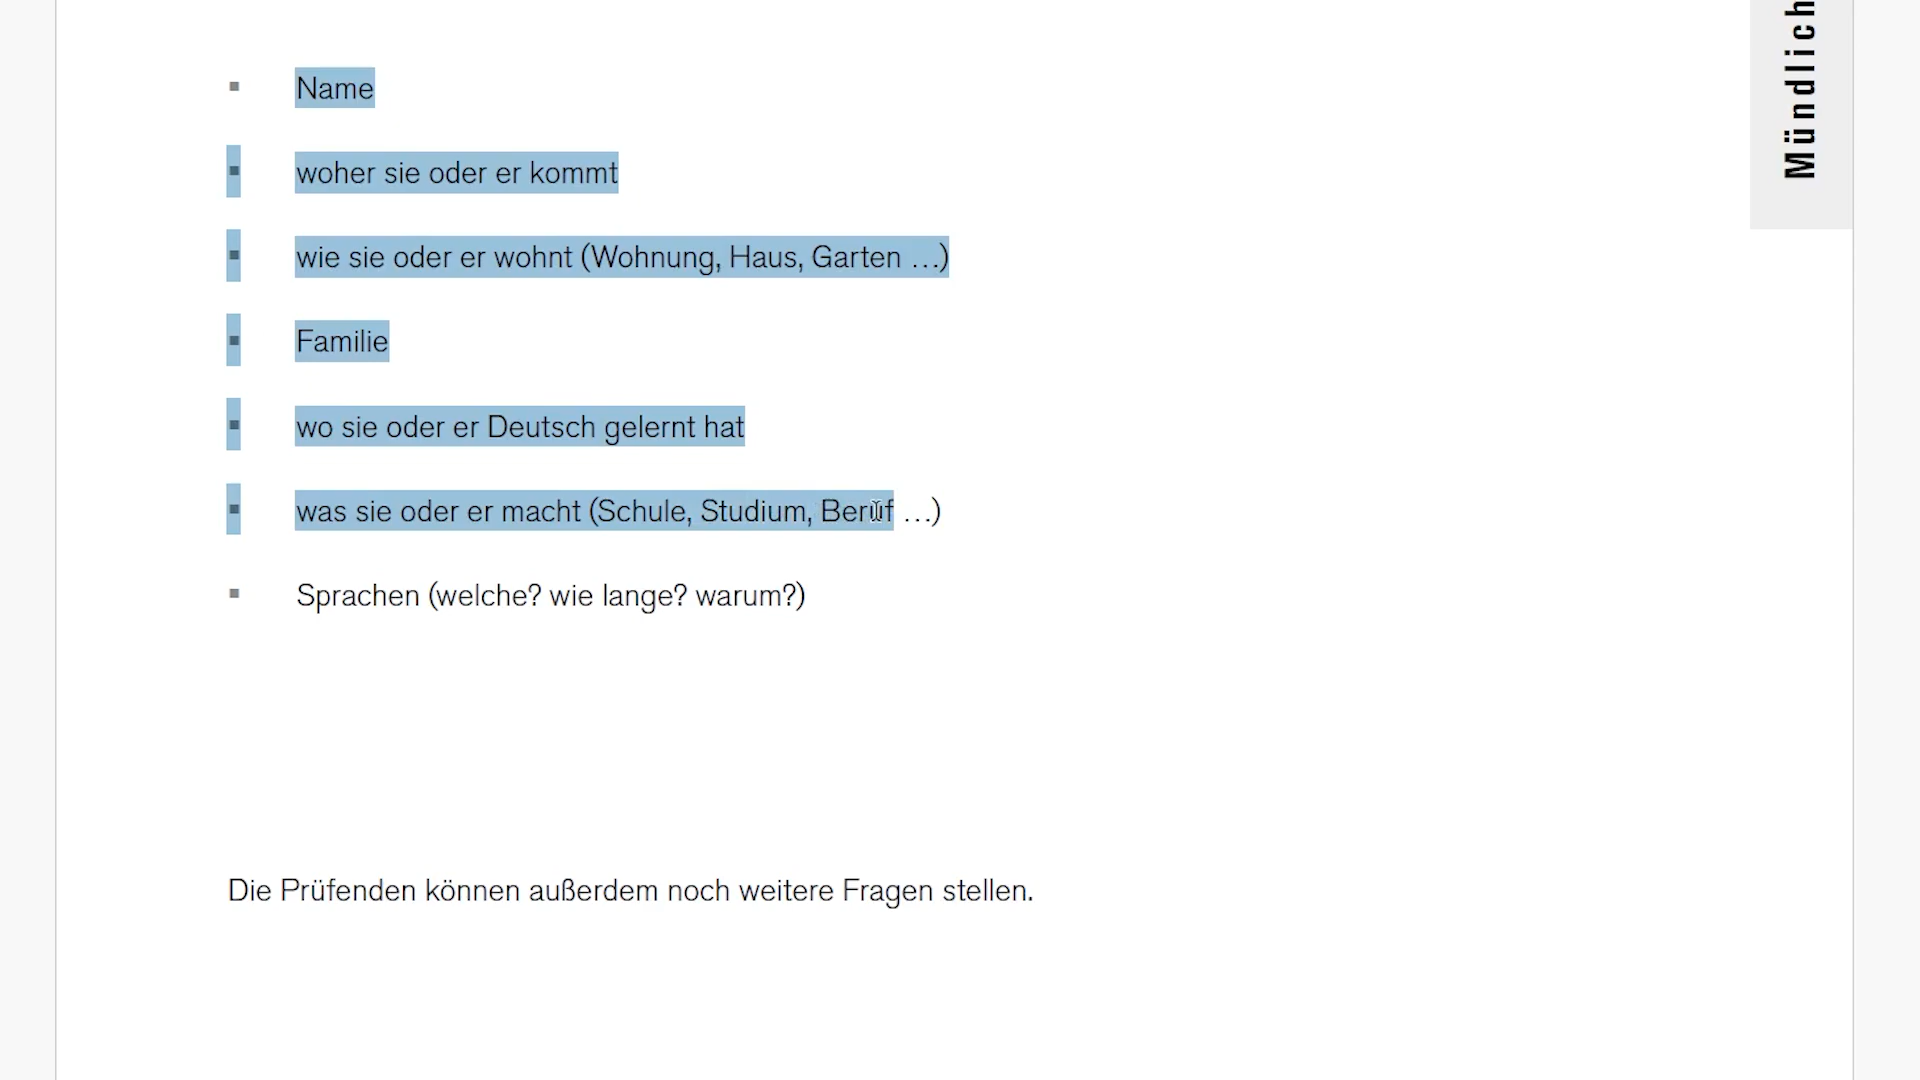 Mündlich
▪ Name
▪ woher sie oder er kommt
▪ wie sie oder er wohnt (Wohnung, Haus, Garten …)
▪ Familie
▪ wo sie oder er Deutsch gelernt hat
▪ was sie oder er macht (Schule, Studium, Beruf …)
▪ Sprachen (welche? wie lange? warum?)
Die Prüfenden können außerdem noch weitere Fragen stellen.